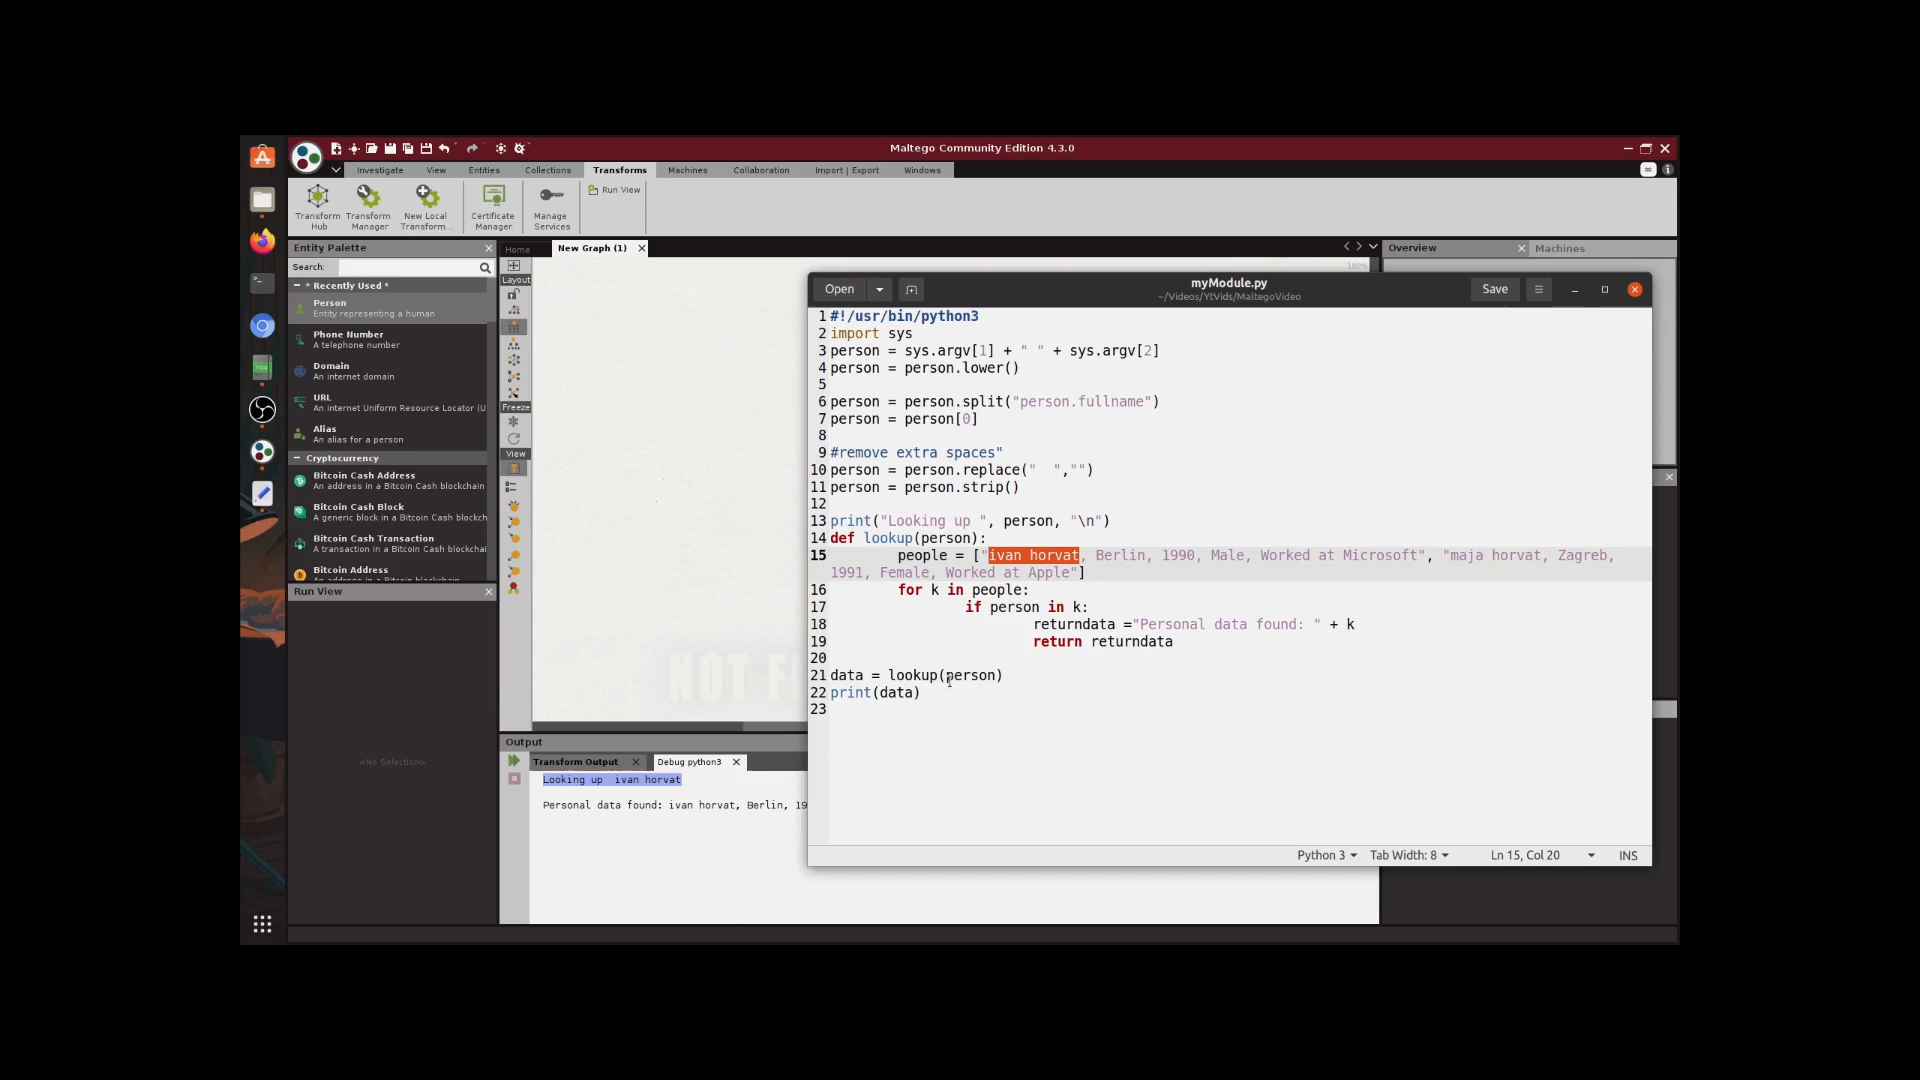 Maltego Community Edition 4.3.0
Investigate View Entities Collections Transforms Machines Collaboration Import | Export Windows
Transform Hub
Transform Manager
New Local Transform...
Certificate Manager
Manage Services
Run View
Entity Palette
Search:
* Recently Used *
Person
Entity representing a human
Phone Number
A telephone number
Domain
An internet domain
URL
An internet Uniform Resource Locator (U
Alias
An alias for a person
Cryptocurrency
Bitcoin Cash Address
An address in a Bitcoin Cash blockchain
Bitcoin Cash Block
A generic block in a Bitcoin Cash blockch
Bitcoin Cash Transaction
A transaction in a Bitcoin Cash blockchai
Bitcoin Address
An address in a Bitcoin blockchain
Run View
<No Selection>
Home
New Graph (1)
Layout
Freeze
View
100%
NOT FO
Overview
Machines
Open
myModule.py
~/Videos/YtVids/MaltegoVideo
Save
1 #!/usr/bin/python3
2 import sys
3 person = sys.argv[1] + " " + sys.argv[2]
4 person = person.lower()
5
6 person = person.split("person.fullname")
7 person = person[0]
8
9 #remove extra spaces"
10 person = person.replace("  ","")
11 person = person.strip()
12
13 print("Looking up ", person, "\n")
14 def lookup(person):
15 people = ["ivan horvat, Berlin, 1990, Male, Worked at Microsoft", "maja horvat, Zagreb,
1991, Female, Worked at Apple"]
16 for k in people:
17 if person in k:
18 returndata ="Personal data found: " + k
19 return returndata
20
21 data = lookup(person)
22 print(data)
23
Python 3 Tab Width: 8 Ln 15, Col 20 INS
Output
Transform Output
Debug python3
Looking up  ivan horvat
Personal data found: ivan horvat, Berlin, 19